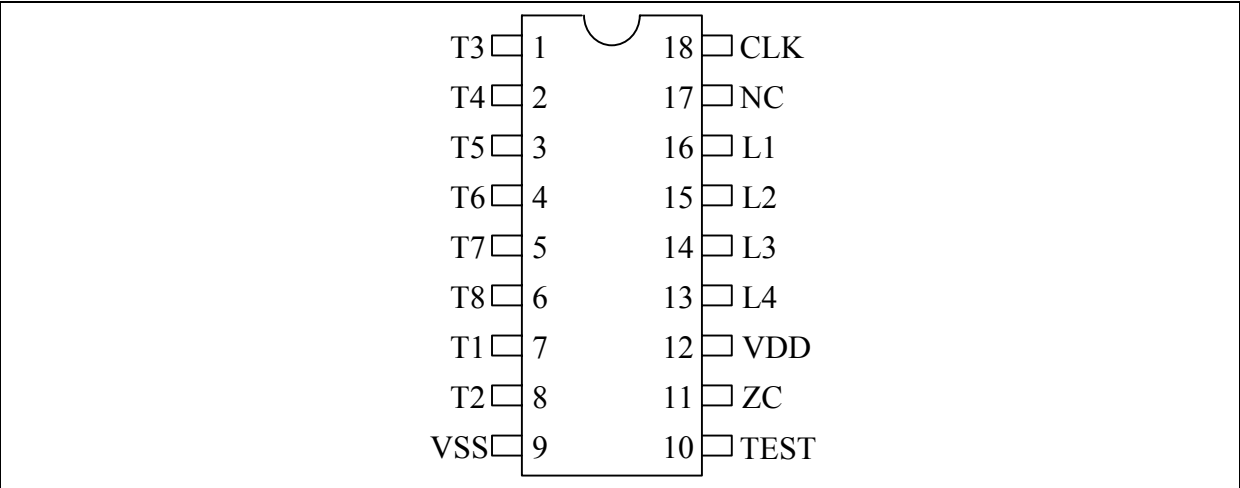 T3 1 18 CLK
T4 2 17 NC
T5 3 16 L1
T6 4 15 L2
T7 5 14 L3
T8 6 13 L4
T1 7 12 VDD
T2 8 11 ZC
VSS 9 10 TEST